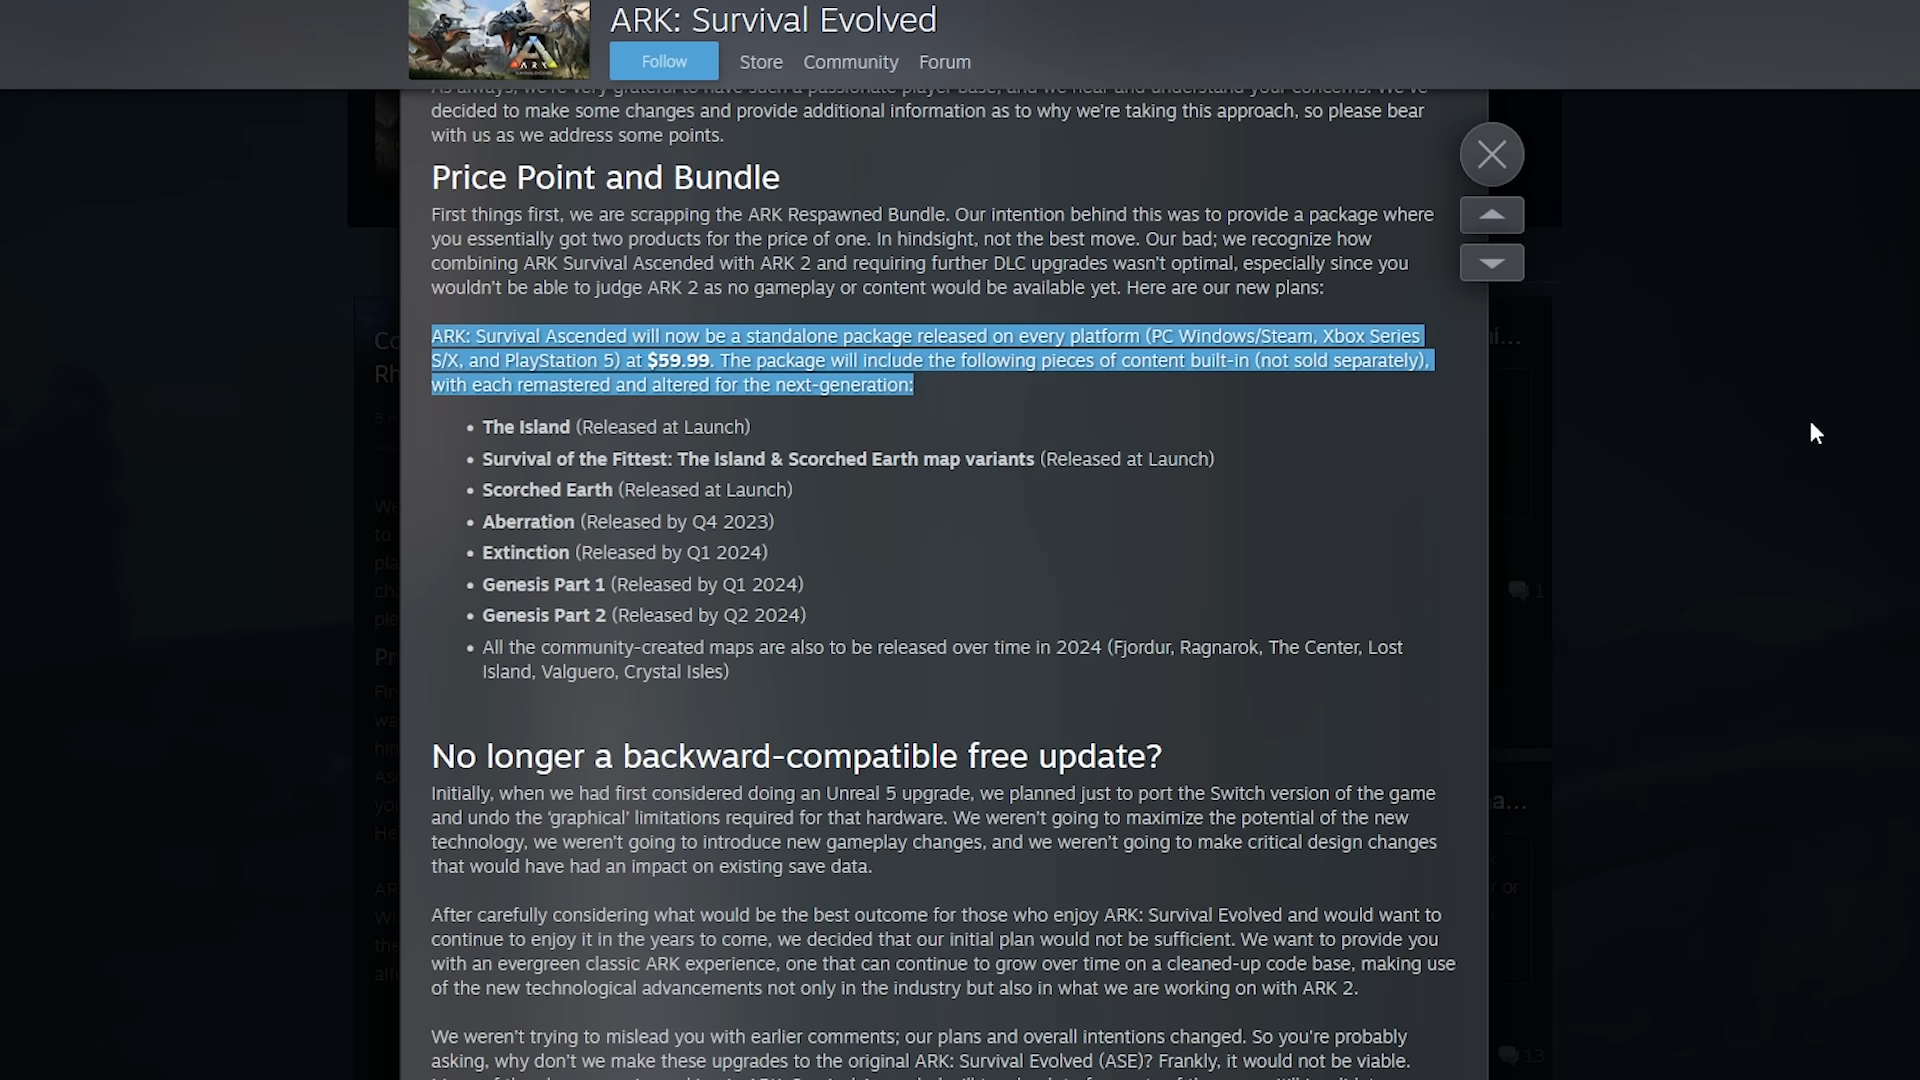 ARK: Survival Evolved
Follow
Store
Community
Forum
As always, we're very grateful to have such a passionate player base, and we hear and understand your concerns. We've
decided to make some changes and provide additional information as to why we're taking this approach, so please bear
with us as we address some points.
Price Point and Bundle
First things first, we are scrapping the ARK Respawned Bundle. Our intention behind this was to provide a package where
you essentially got two products for the price of one. In hindsight, not the best move. Our bad; we recognize how
combining ARK Survival Ascended with ARK 2 and requiring further DLC upgrades wasn't optimal, especially since you
wouldn't be able to judge ARK 2 as no gameplay or content would be available yet. Here are our new plans:
ARK: Survival Ascended will now be a standalone package released on every platform (PC Windows/Steam, Xbox Series
S/X, and PlayStation 5) at $59.99. The package will include the following pieces of content built-in (not sold separately),
with each remastered and altered for the next-generation:
• The Island (Released at Launch)
• Survival of the Fittest: The Island & Scorched Earth map variants (Released at Launch)
• Scorched Earth (Released at Launch)
• Aberration (Released by Q4 2023)
• Extinction (Released by Q1 2024)
• Genesis Part 1 (Released by Q1 2024)
• Genesis Part 2 (Released by Q2 2024)
• All the community-created maps are also to be released over time in 2024 (Fjordur, Ragnarok, The Center, Lost
Island, Valguero, Crystal Isles)
No longer a backward-compatible free update?
Initially, when we had first considered doing an Unreal 5 upgrade, we planned just to port the Switch version of the game
and undo the 'graphical' limitations required for that hardware. We weren't going to maximize the potential of the new
technology, we weren't going to introduce new gameplay changes, and we weren't going to make critical design changes
that would have had an impact on existing save data.
After carefully considering what would be the best outcome for those who enjoy ARK: Survival Evolved and would want to
continue to enjoy it in the years to come, we decided that our initial plan would not be sufficient. We want to provide you
with an evergreen classic ARK experience, one that can continue to grow over time on a cleaned-up code base, making use
of the new technological advancements not only in the industry but also in what we are working on with ARK 2.
We weren't trying to mislead you with earlier comments; our plans and overall intentions changed. So you're probably
asking, why don't we make these upgrades to the original ARK: Survival Evolved (ASE)? Frankly, it would not be viable.